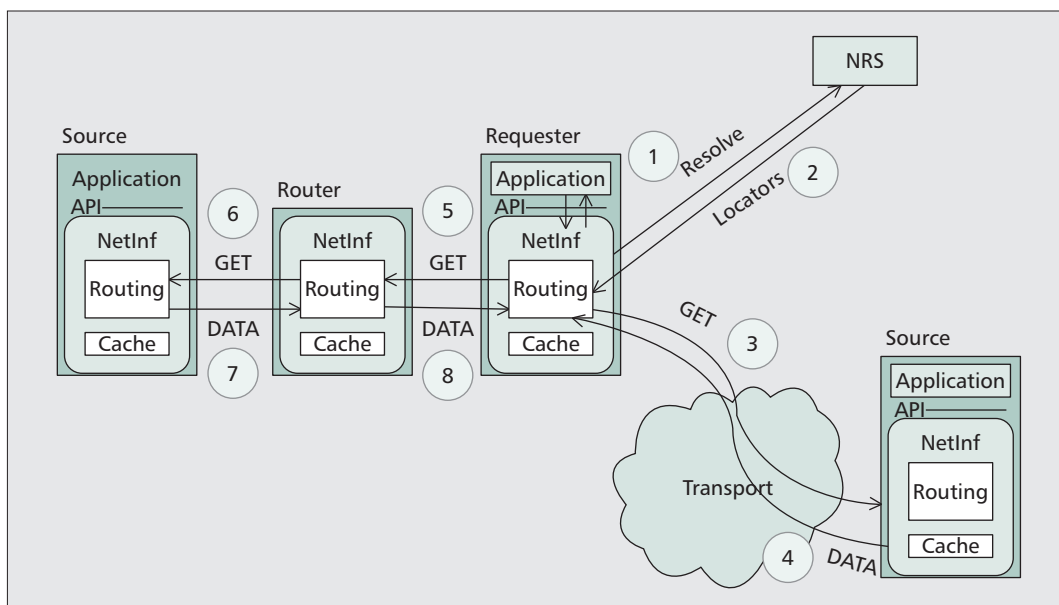 NRS
Source
Requester
1
Resolve
2
Application
Application
Router
Locators
API
6
5
API
NetInf
NetInf
NetInf
GET
GET
Routing
Routing
Routing
GET
DATA
DATA
3
Cache
Cache
Cache
Source
7
8
Application
API
NetInf
Transport
Routing
4
DATA
Cache